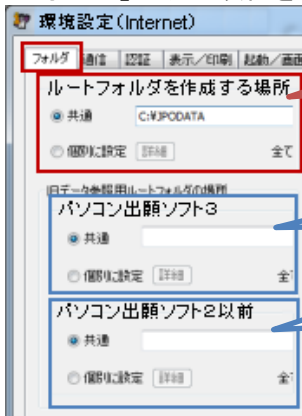 環境設定(Internet)
フォルダ 通信 認証 表示／印刷 起動／画面
ルートフォルダを作成する場所
共通 C:¥JPODATA
個別に設定 詳細 全て
旧データ参照用ルートフォルダの場所
パソコン出願ソフト3
共通
個別に設定 詳細 全
パソコン出願ソフト2以前
共通
個別に設定 詳細 全